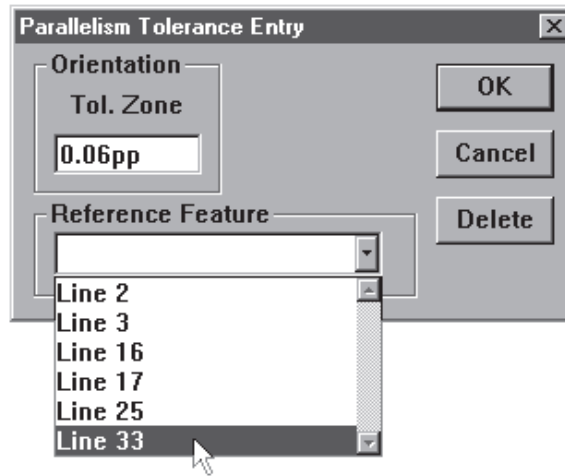 Parallelism Tolerance Entry
Orientation
Tol. Zone
0.06pp
OK
Cancel
Delete
Reference Feature
Line 2
Line 3
Line 16
Line 17
Line 25
Line 33